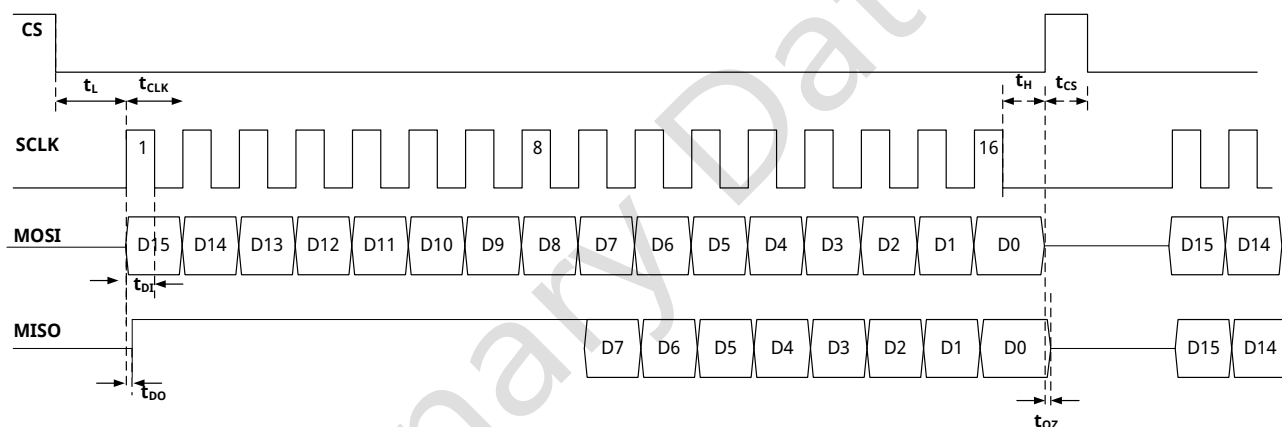 CS
tL
tCLK
tH
tCS
SCLK
1
8
16
MOSI
D15 D14 D13 D12 D11 D10 D9 D8 D7 D6 D5 D4 D3 D2 D1 D0 D15 D14
tDI
MISO
D7 D6 D5 D4 D3 D2 D1 D0 D15 D14
tDO
tOZ
nary Dat